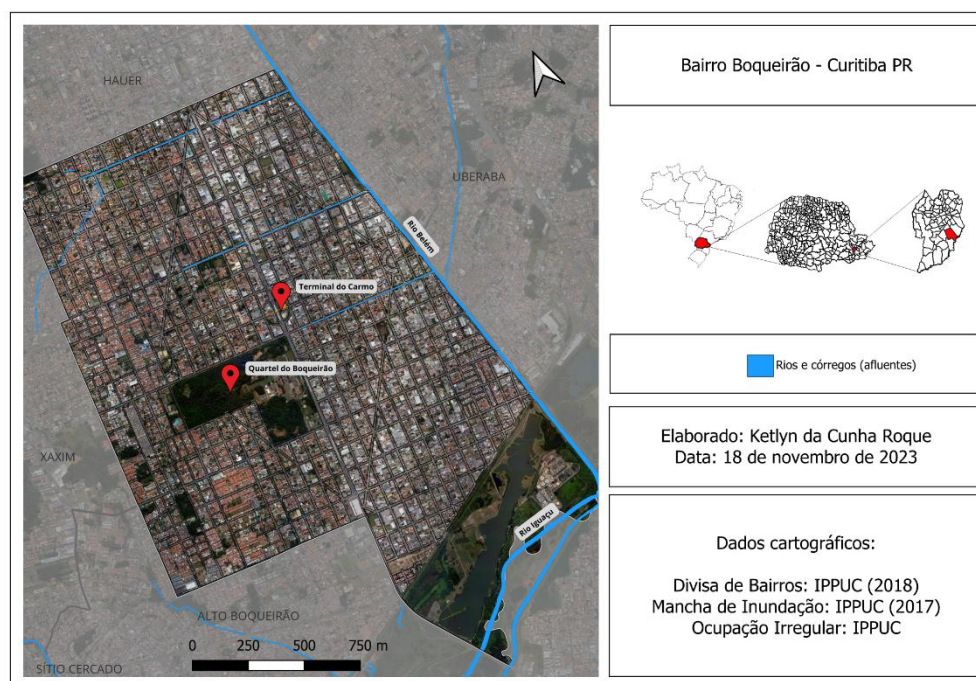 HAUER
UBERABA
Rio Belém
Terminal do Carmo
Quartel do Boqueirão
XAXIM
Rio Iguaçu
ALTO BOQUEIRÃO
SÍTIO CERCADO
0 250 500 750 m
Bairro Boqueirão - Curitiba PR
Rios e córregos (afluentes)
Elaborado: Ketlyn da Cunha Roque
Data: 18 de novembro de 2023
Dados cartográficos:
Divisa de Bairros: IPPUC (2018)
Mancha de Inundação: IPPUC (2017)
Ocupação Irregular: IPPUC